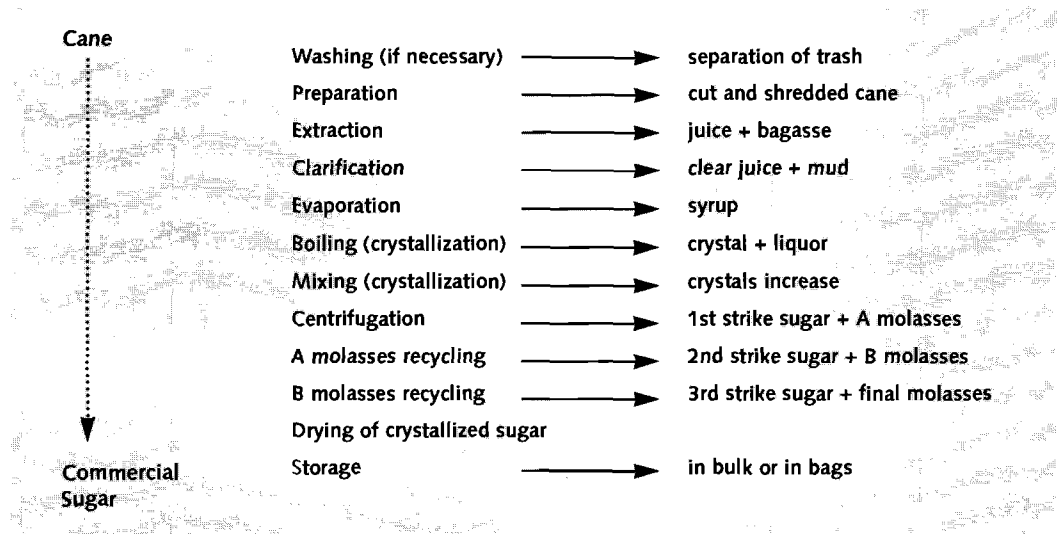 Cane
Washing (if necessary) separation of trash
Preparation cut and shredded cane
Extraction juice + bagasse
Clarification clear juice + mud
Evaporation syrup
Boiling (crystallization) crystal + liquor
Mixing (crystallization) crystals increase
Centrifugation 1st strike sugar + A molasses
A molasses recycling 2nd strike sugar + B molasses
B molasses recycling 3rd strike sugar + final molasses
Drying of crystallized sugar
Storage in bulk or in bags
Commercial
Sugar